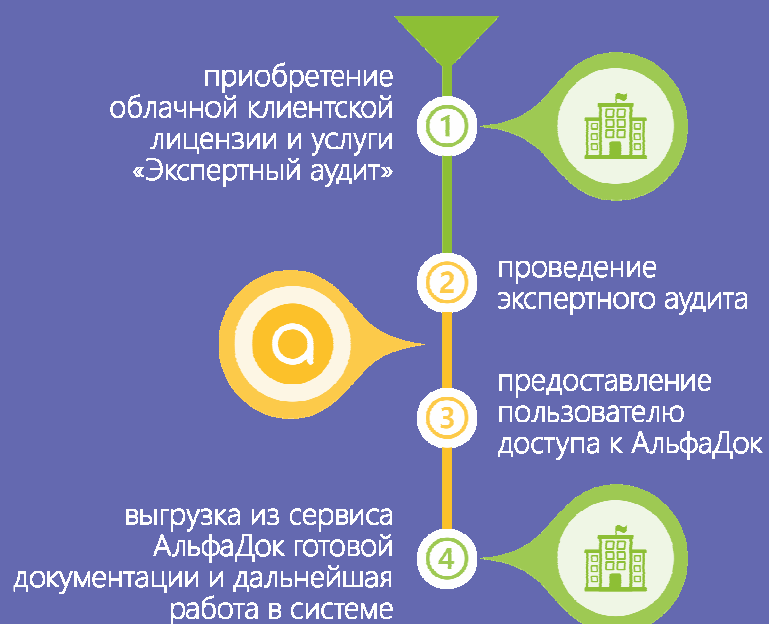 приобретение
облачной клиентской
лицензии и услуги
«Экспертный аудит»
1
2
проведение
экспертного аудита
3
предоставление
пользователю
доступа к АльфаДок
выгрузка из сервиса
АльфаДок готовой
документации и дальнейшая
работа в системе
4